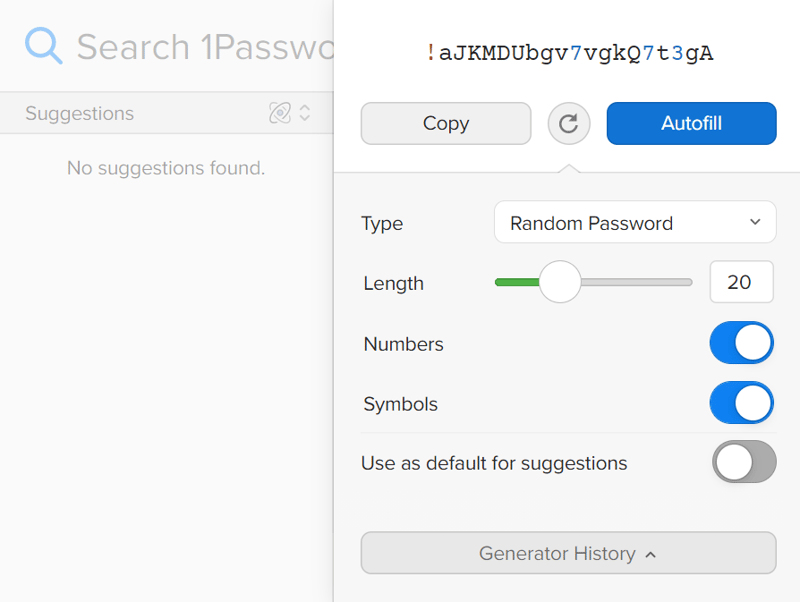 Search 1Passwo
Suggestions
No suggestions found.
!aJKMDUbgv7vgkQ7t3gA
Copy
Autofill
Type
Random Password
Length
20
Numbers
Symbols
Use as default for suggestions
Generator History